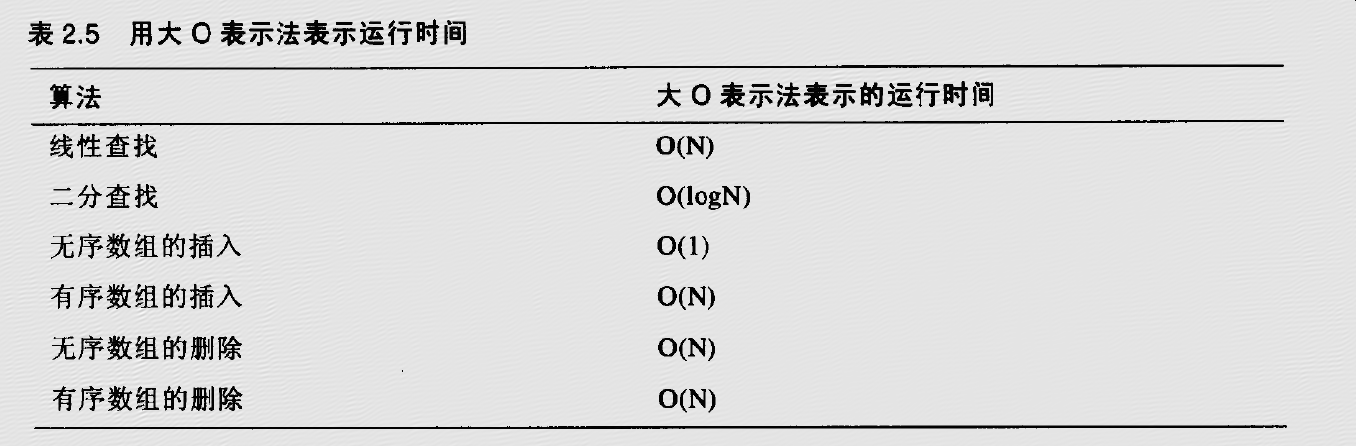 表 2.5 用大 O 表示法表示运行时间
算法 大 O 表示法表示的运行时间
线性查找 O(N)
二分查找 O(logN)
无序数组的插入 O(1)
有序数组的插入 O(N)
无序数组的删除 O(N)
有序数组的删除 O(N)